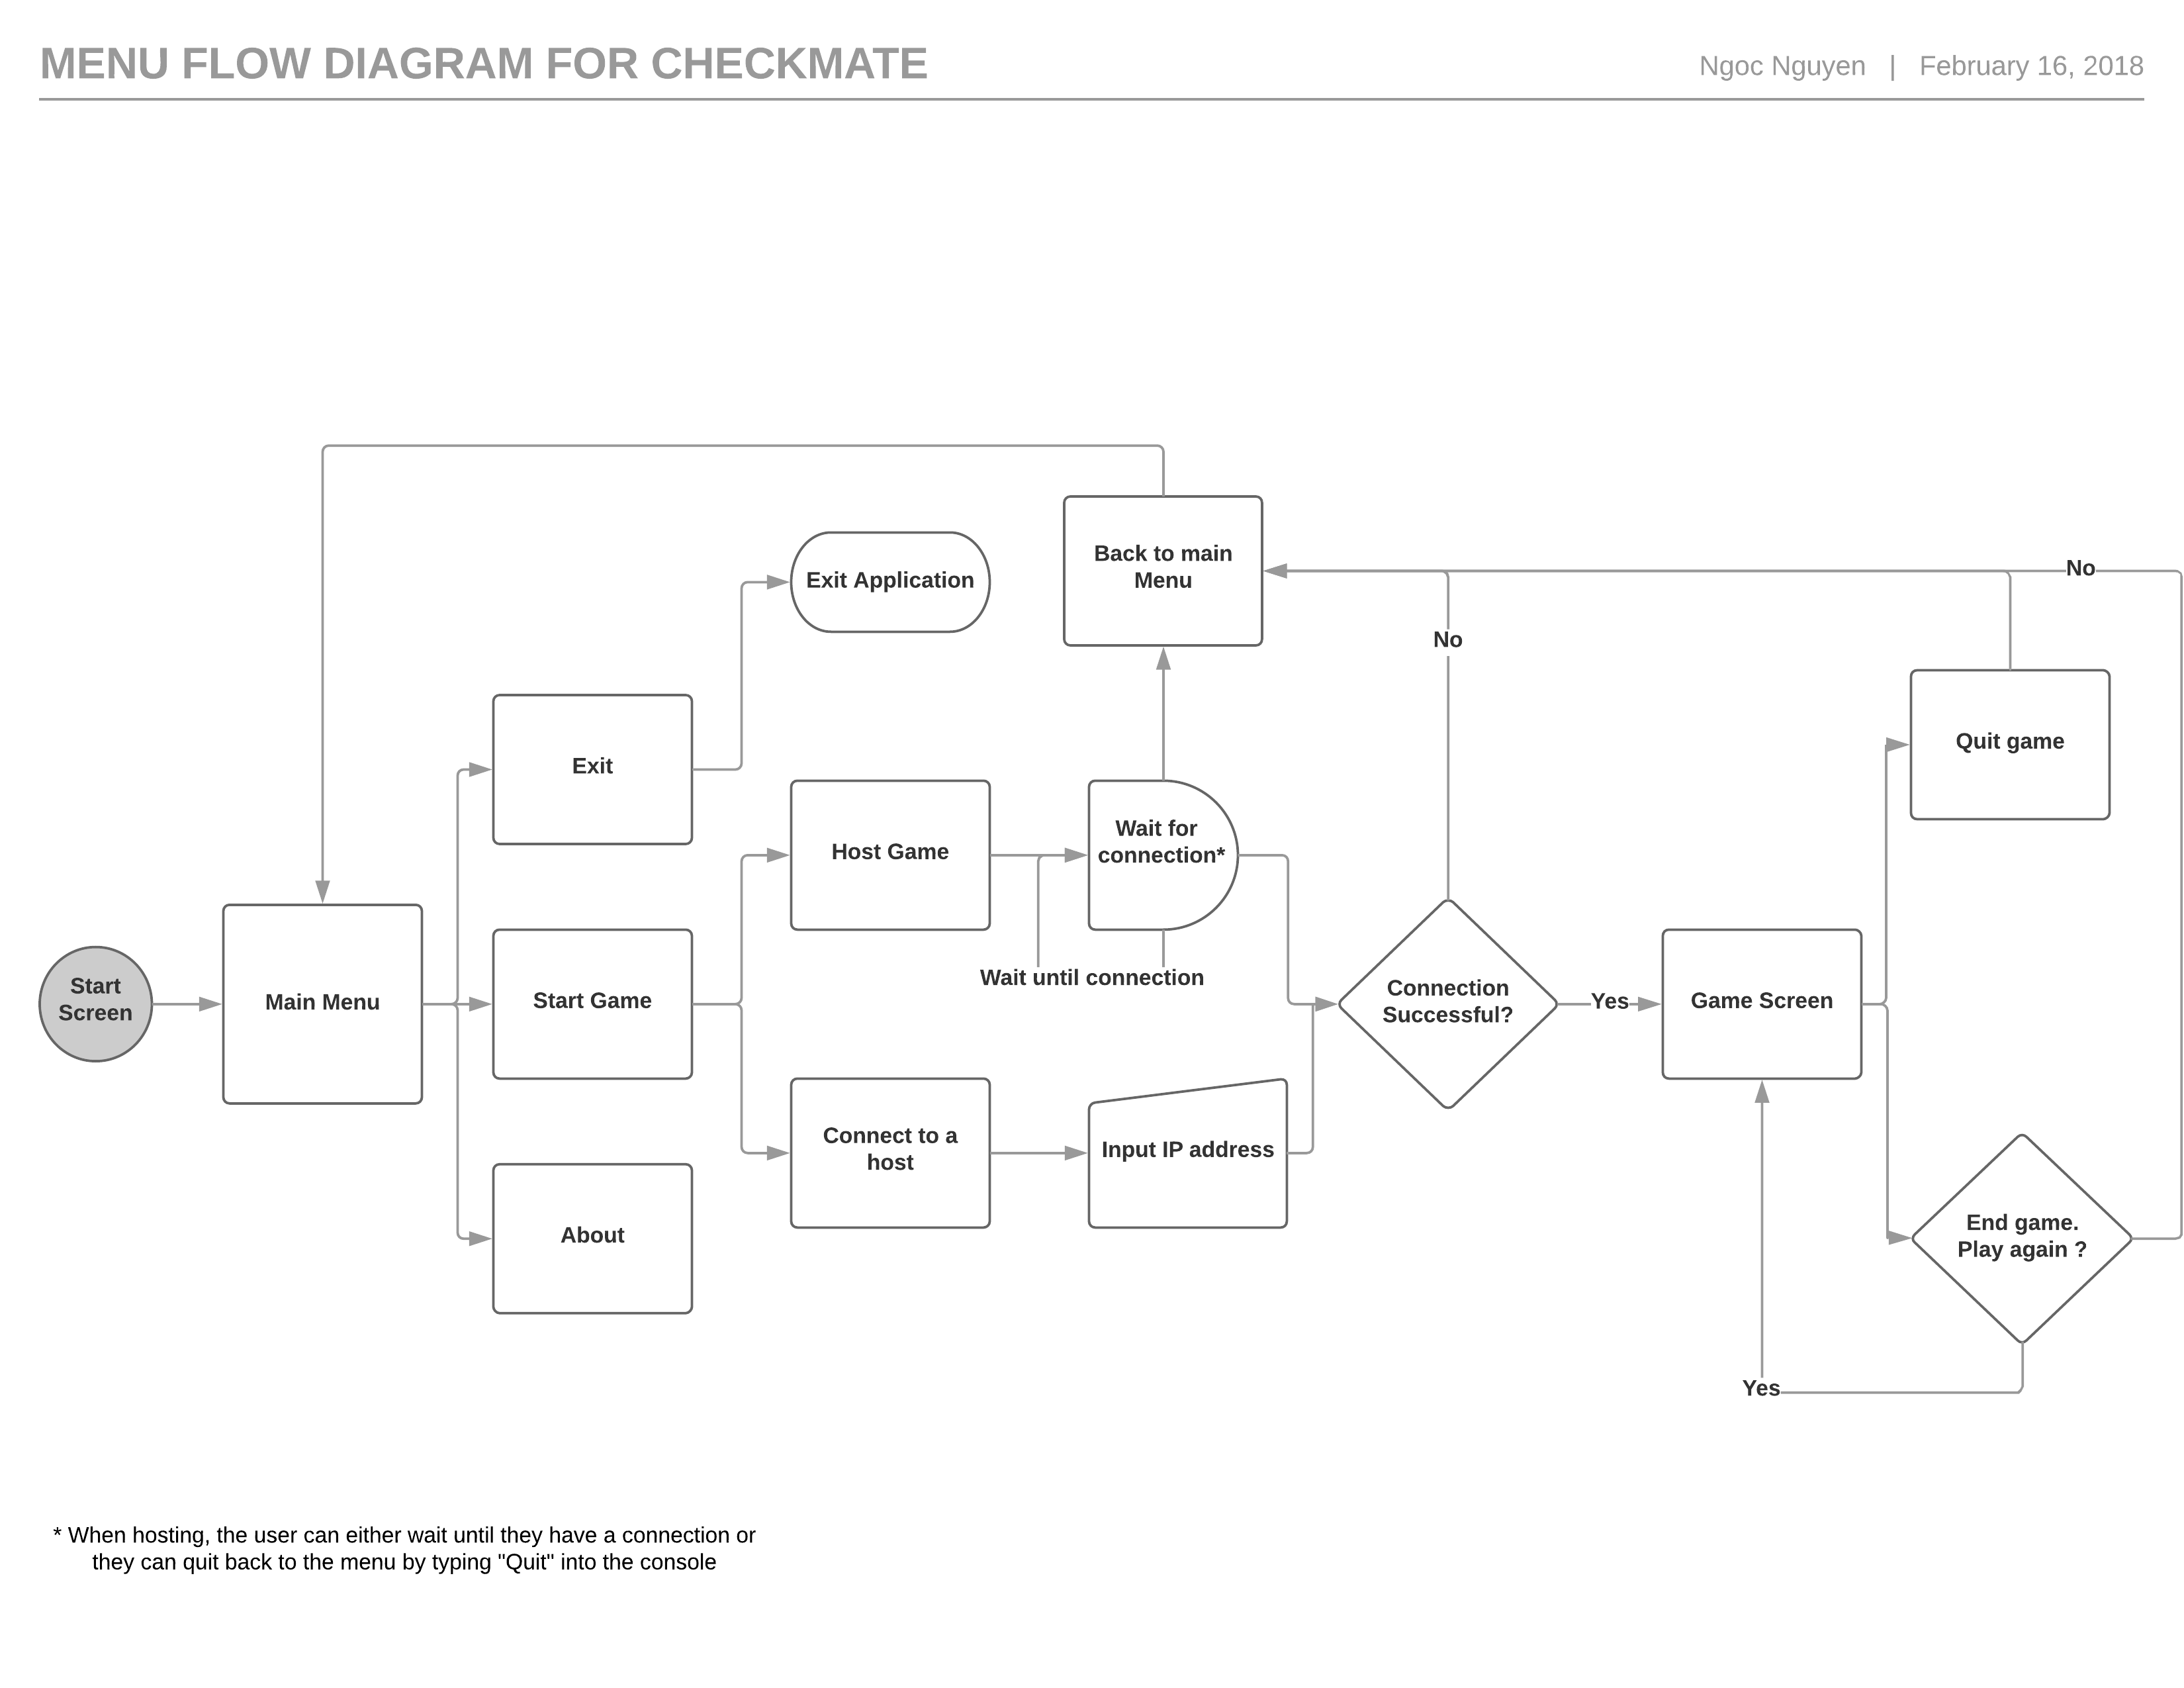 MENU FLOW DIAGRAM FOR CHECKMATE
Ngoc Nguyen | February 16, 2018
Back to main
Menu
Exit Application
No
No
Exit
Quit game
Host Game
Wait for
connection*
Wait until connection
Start
Screen
Main Menu
Start Game
Connection
Successful?
Yes
Game Screen
Connect to a
host
Input IP address
About
End game.
Play again ?
Yes
* When hosting, the user can either wait until they have a connection or
they can quit back to the menu by typing "Quit" into the console